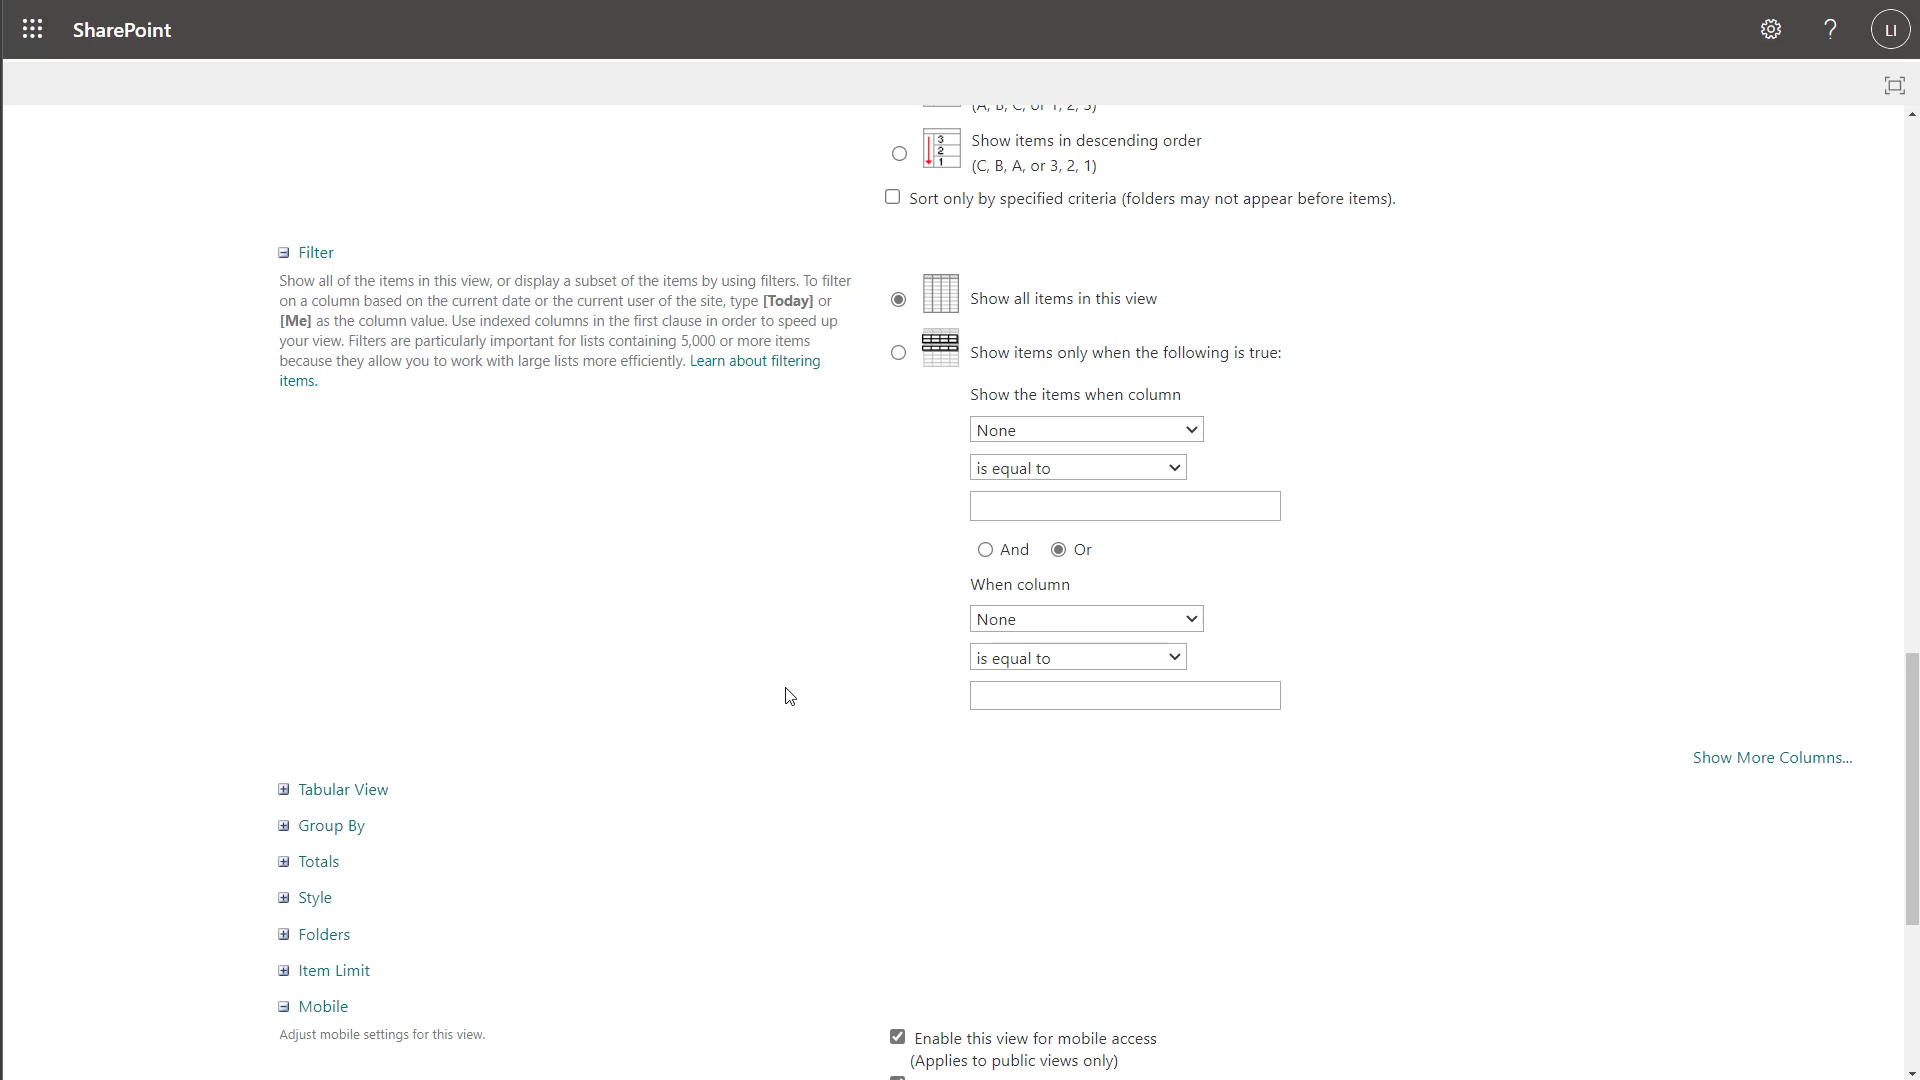 SharePoint
?
LI
(A, B, C, or 1, 2, 3)
3
2
1
Show items in descending order
(C, B, A, or 3, 2, 1)
Sort only by specified criteria (folders may not appear before items).
Filter
Show all of the items in this view, or display a subset of the items by using filters. To filter
on a column based on the current date or the current user of the site, type [Today] or
[Me] as the column value. Use indexed columns in the first clause in order to speed up
your view. Filters are particularly important for lists containing 5,000 or more items
because they allow you to work with large lists more efficiently. Learn about filtering
items.
Show all items in this view
Show items only when the following is true:
Show the items when column
None
is equal to
And Or
When column
None
is equal to
Show More Columns...
Tabular View
Group By
Totals
Style
Folders
Item Limit
Mobile
Adjust mobile settings for this view.
Enable this view for mobile access
(Applies to public views only)